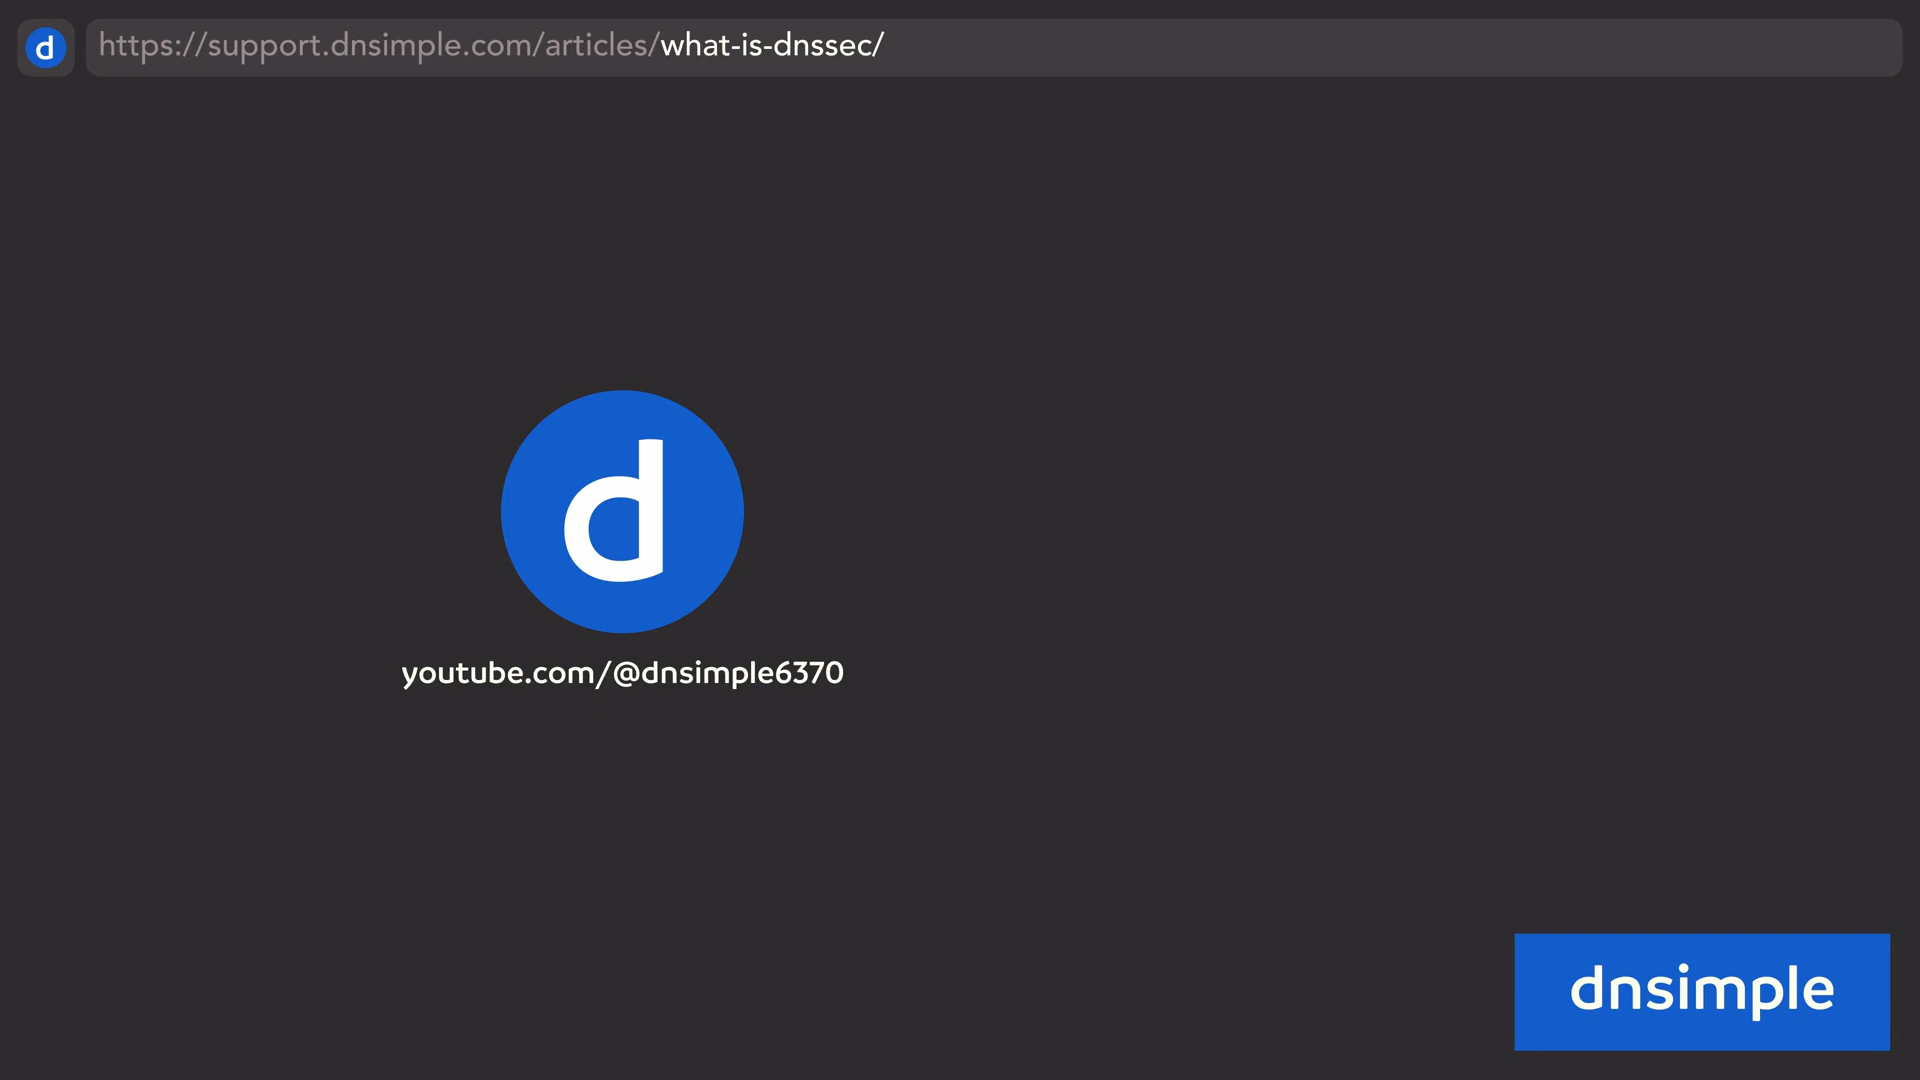 d https://support.dnsimple.com/articles/what-is-dnssec/
d
youtube.com/@dnsimple6370
dnsimple